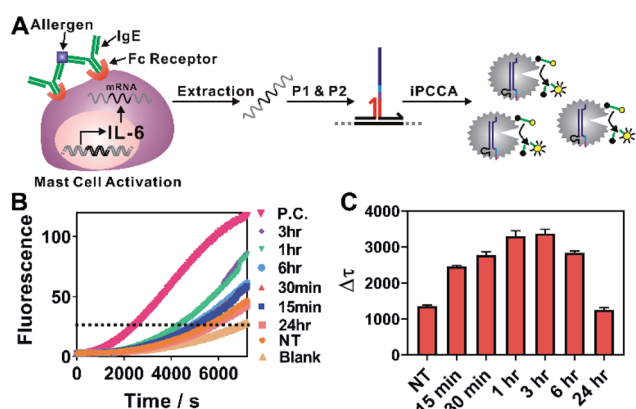 A
Allergen
IgE
Fc Receptor
mRNA
IL-6
Mast Cell Activation
Extraction
P1 & P2
iPCCA
B
Fluorescence
100
50
0
0 2000 4000 6000
Time / s
P.C.
3hr
1hr
6hr
30min
15min
24hr
NT
Blank
C
Δτ
4000
3000
2000
1000
0
NT
15 min
30 min
1 hr
3 hr
6 hr
24 hr